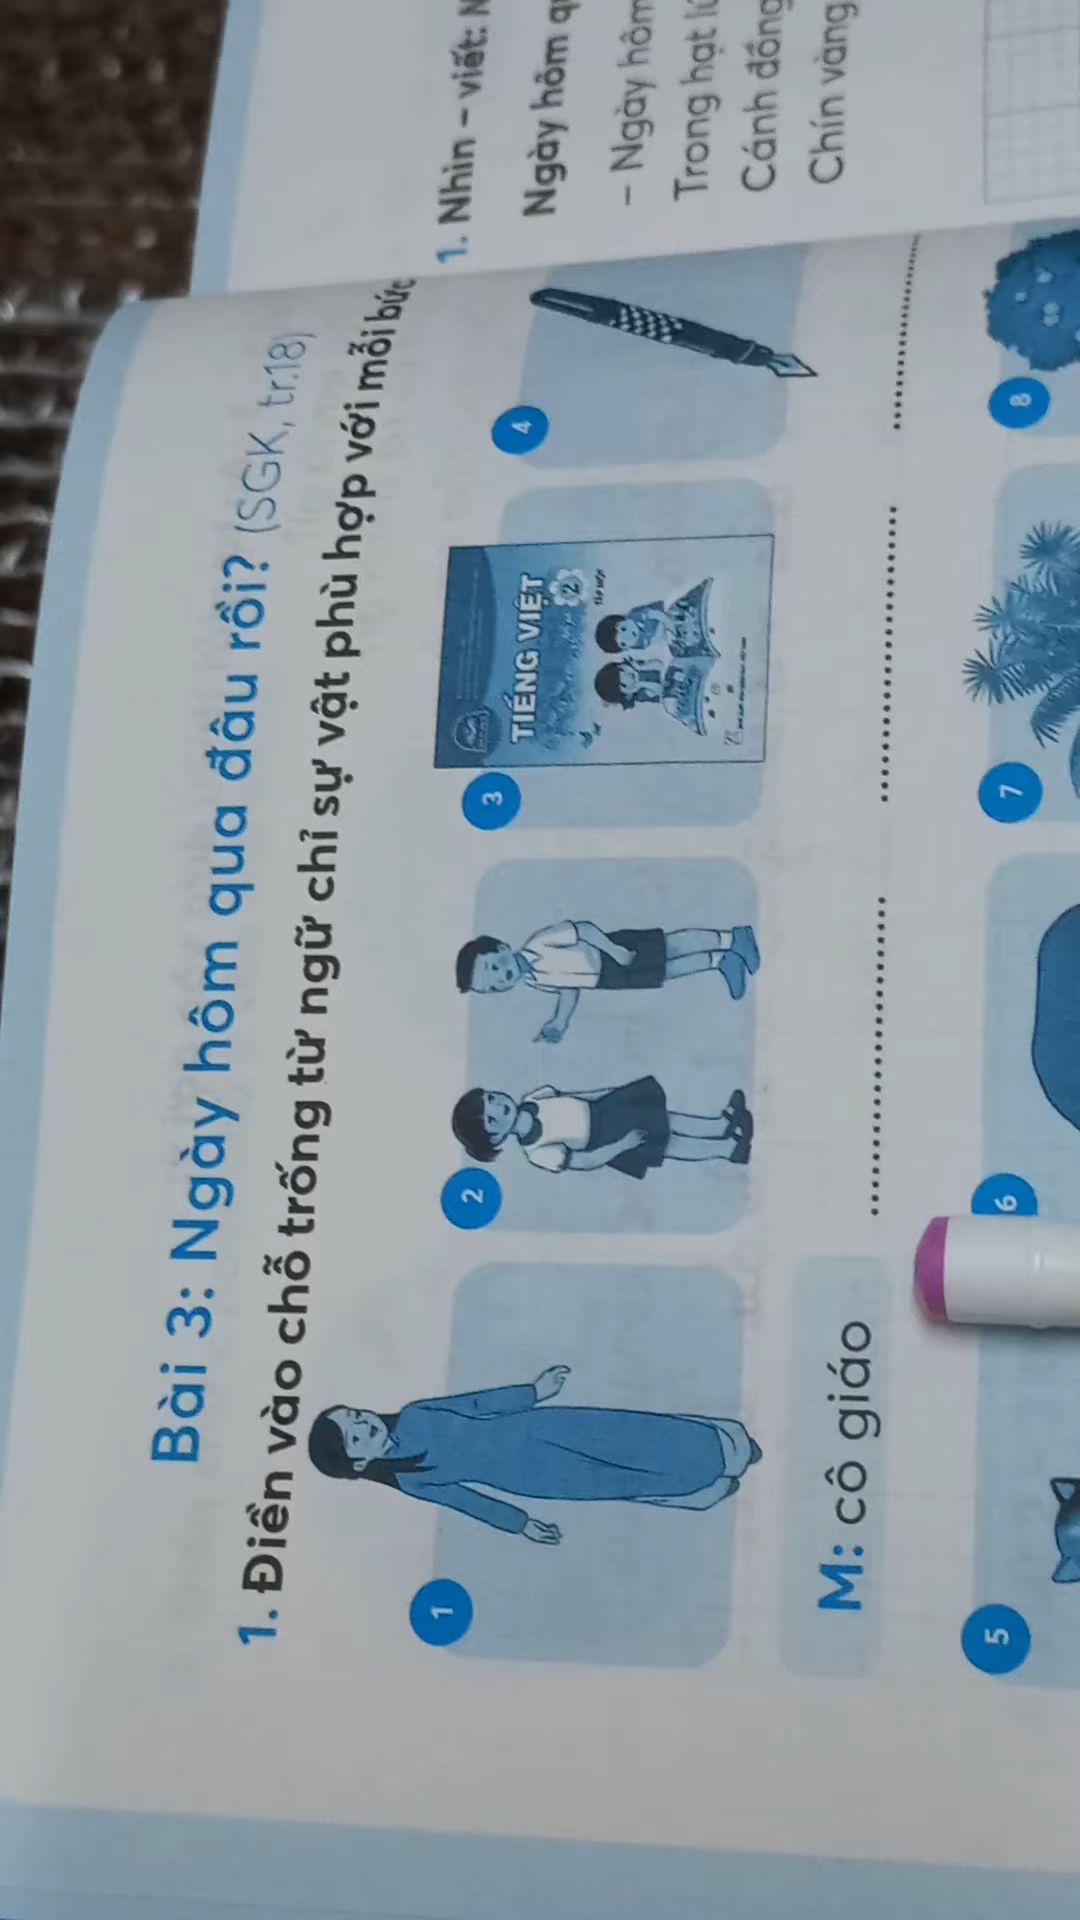 Bài 3: Ngày hôm qua đâu rồi? (SGK, tr.18)
1. Điền vào chỗ trống từ ngữ chỉ sự vật phù hợp với mỗi bức
1
2
3
TIẾNG VIỆT
2
4
M: cô giáo
5
6
7
8
1. Nhìn – viết: N
Ngày hôm q
– Ngày hôm
Trong hạt l
Cánh đồng
Chín vàng